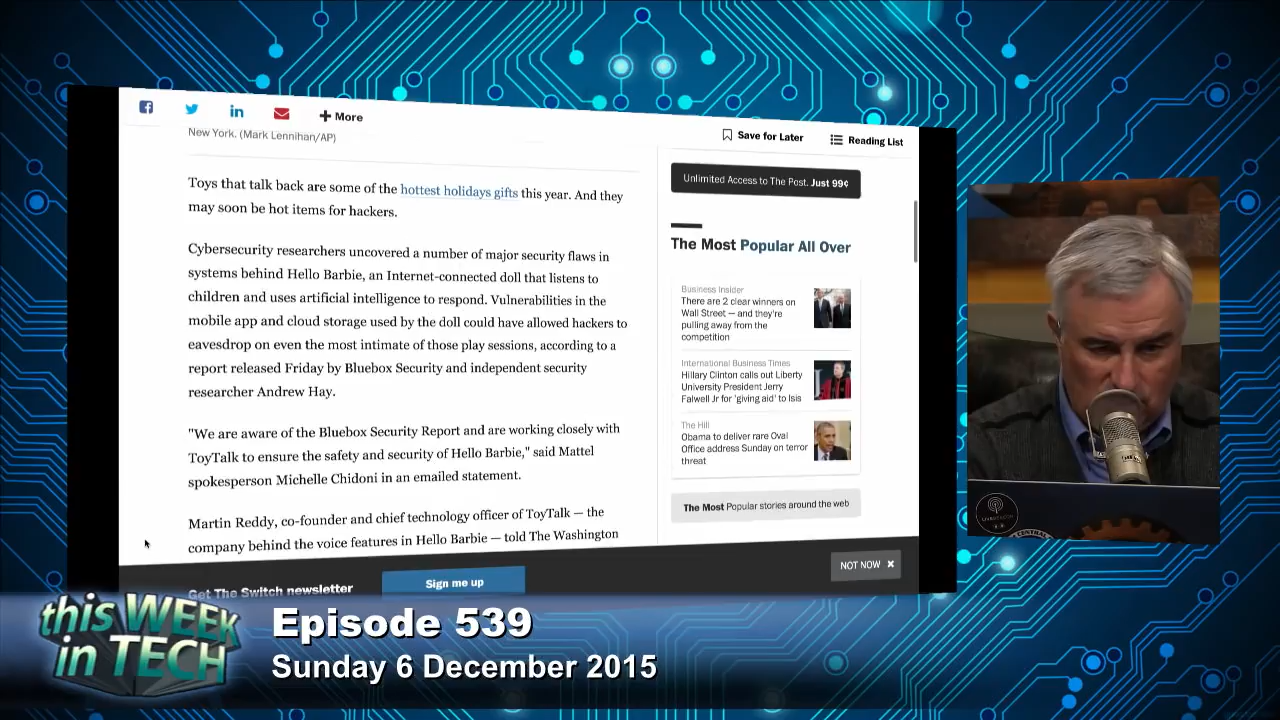 More
New York. (Mark Lennihan/AP)
Save for Later
Reading List
Toys that talk back are some of the hottest holidays gifts this year. And they
may soon be hot items for hackers.
Cybersecurity researchers uncovered a number of major security flaws in
systems behind Hello Barbie, an Internet-connected doll that listens to
children and uses artificial intelligence to respond. Vulnerabilities in the
mobile app and cloud storage used by the doll could have allowed hackers to
eavesdrop on even the most intimate of those play sessions, according to a
report released Friday by Bluebox Security and independent security
researcher Andrew Hay.
"We are aware of the Bluebox Security Report and are working closely with
ToyTalk to ensure the safety and security of Hello Barbie," said Mattel
spokesperson Michelle Chidoni in an emailed statement.
Martin Reddy, co-founder and chief technology officer of ToyTalk — the
company behind the voice features in Hello Barbie — told The Washington
Unlimited Access to The Post. Just 99¢
The Most Popular All Over
Business Insider
There are 2 clear winners on
Wall Street — and they're
pulling away from the
competition
International Business Times
Hillary Clinton calls out Liberty
University President Jerry
Falwell Jr for 'giving aid' to Isis
The Hill
Obama to deliver rare Oval
Office address Sunday on terror
threat
The Most Popular stories around the web
Get The Switch newsletter
Sign me up
NOT NOW
this WEEK
in TECH
Episode 539
Sunday 6 December 2015